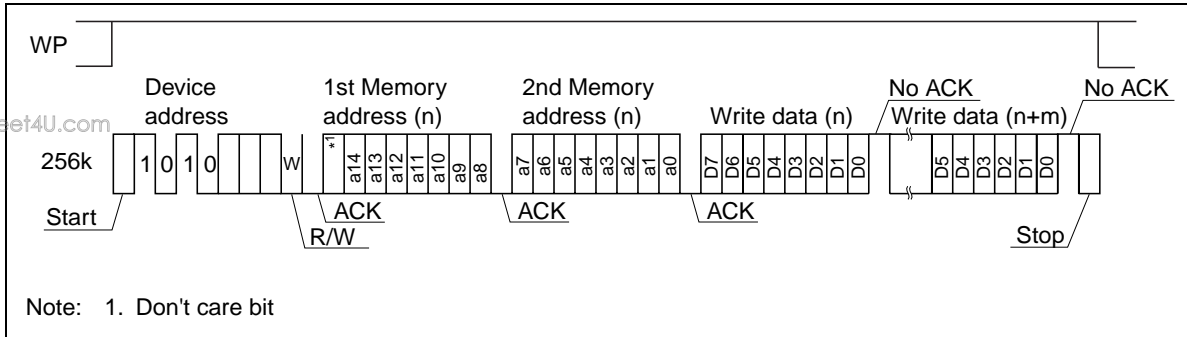 WP
Device address
1st Memory address (n)
2nd Memory address (n)
Write data (n)
No ACK
Write data (n+m)
No ACK
eet4U.com
256k
1 0 1 0 W
*1 a14 a13 a12 a11 a10 a9 a8
a7 a6 a5 a4 a3 a2 a1 a0
D7 D6 D5 D4 D3 D2 D1 D0
D5 D4 D3 D2 D1 D0
Start
R/W
ACK
ACK
ACK
Stop
Note: 1. Don't care bit